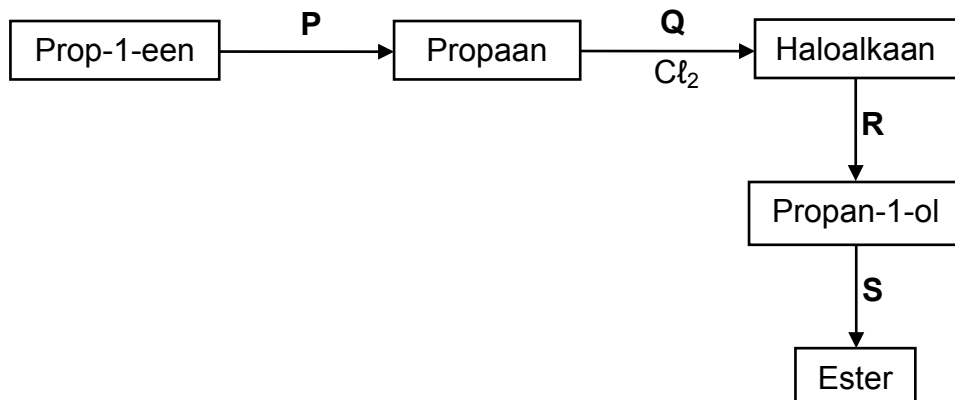 P
Q
Prop-1-een
Propaan
Haloalkaan
Cℓ₂
R
Propan-1-ol
S
Ester